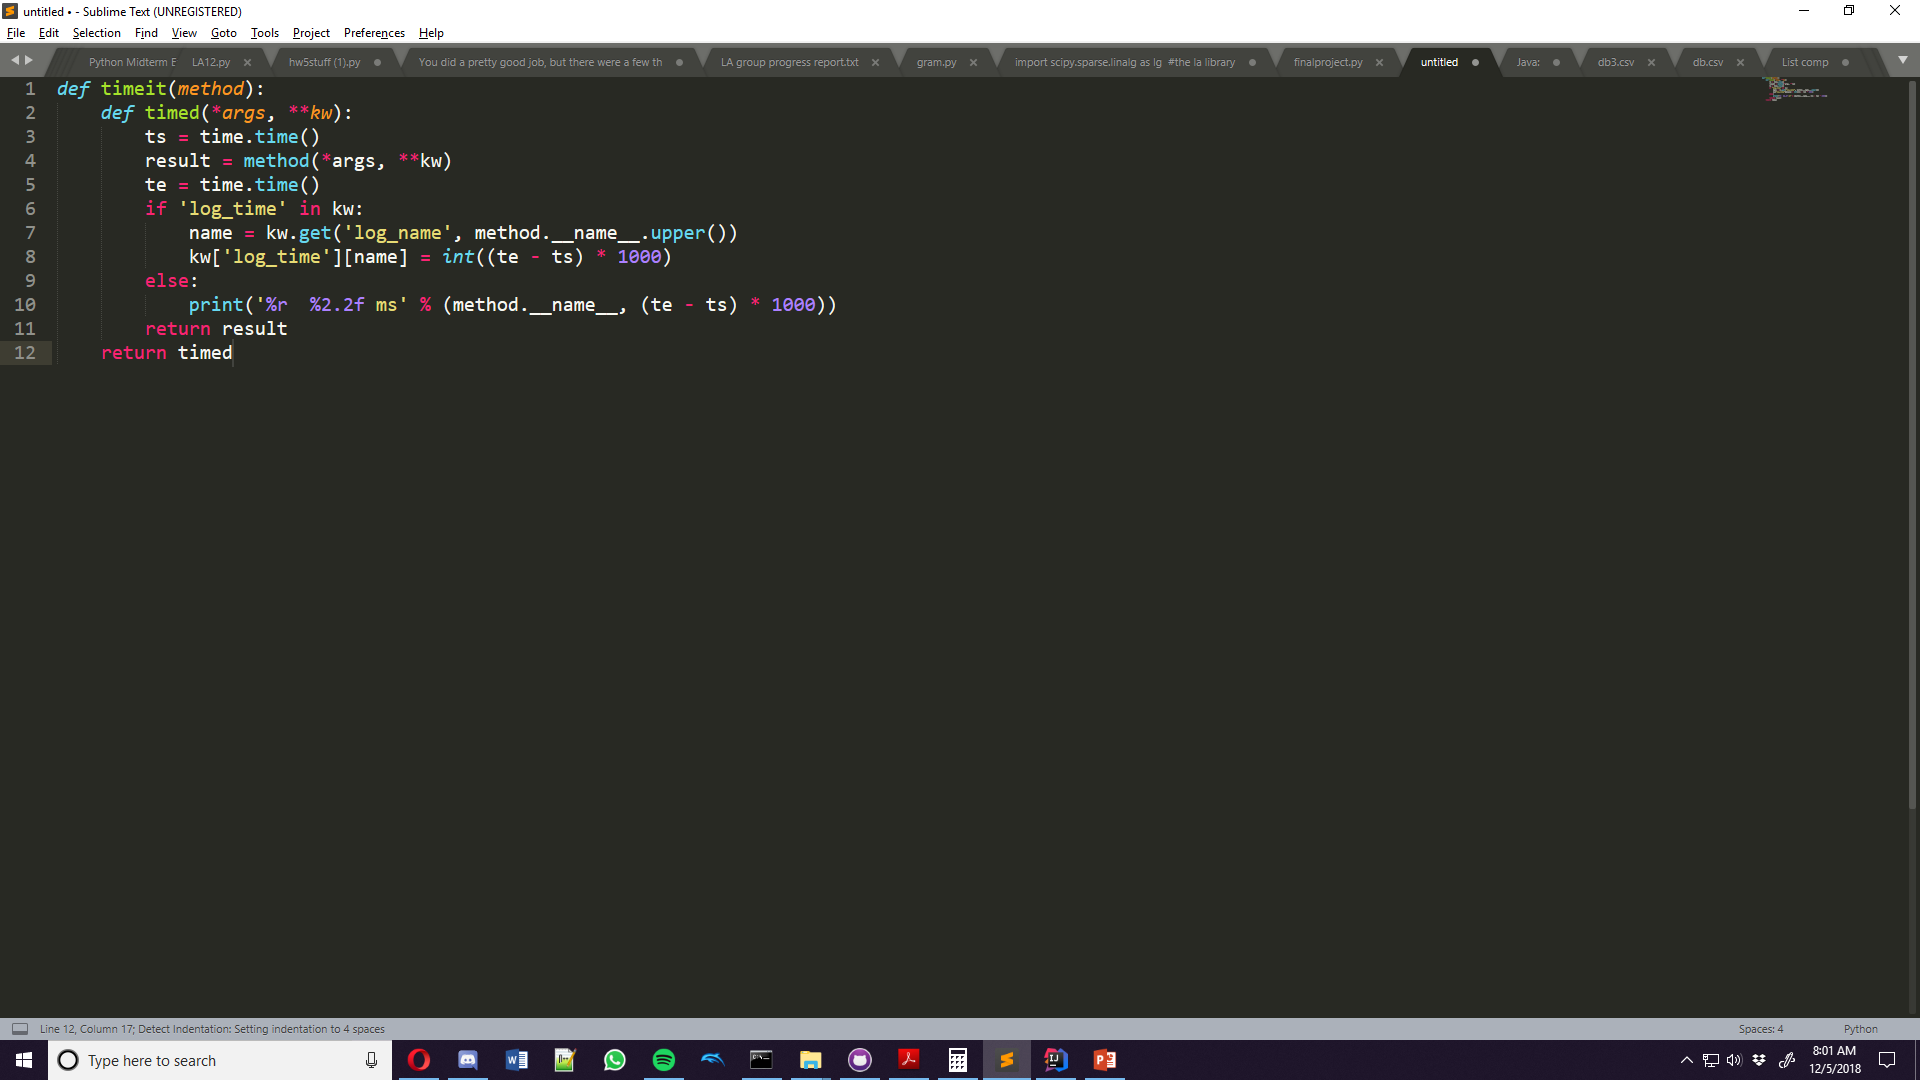 untitled • - Sublime Text (UNREGISTERED)
File Edit Selection Find View Goto Tools Project Preferences Help
Python Midterm E LA12.py hw5stuff (1).py You did a pretty good job, but there were a few th LA group progress report.txt gram.py import scipy.sparse.linalg as lg #the la library finalproject.py untitled Java: db3.csv db.csv List comp
1 def timeit(method):
2 def timed(*args, **kw):
3 ts = time.time()
4 result = method(*args, **kw)
5 te = time.time()
6 if 'log_time' in kw:
7 name = kw.get('log_name', method.__name__.upper())
8 kw['log_time'][name] = int((te - ts) * 1000)
9 else:
10 print('%r  %2.2f ms' % (method.__name__, (te - ts) * 1000))
11 return result
12 return timed
Line 12, Column 17; Detect Indentation: Setting indentation to 4 spaces Spaces: 4 Python
Type here to search
8:01 AM
12/5/2018